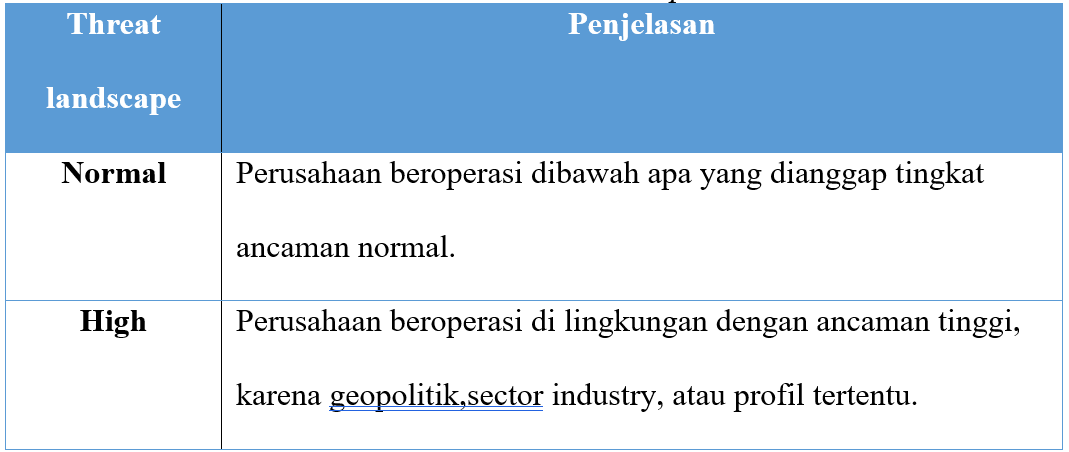 Threat
landscape
Penjelasan
Normal
Perusahaan beroperasi dibawah apa yang dianggap tingkat
ancaman normal.
High
Perusahaan beroperasi di lingkungan dengan ancaman tinggi,
karena geopolitik,sector industry, atau profil tertentu.